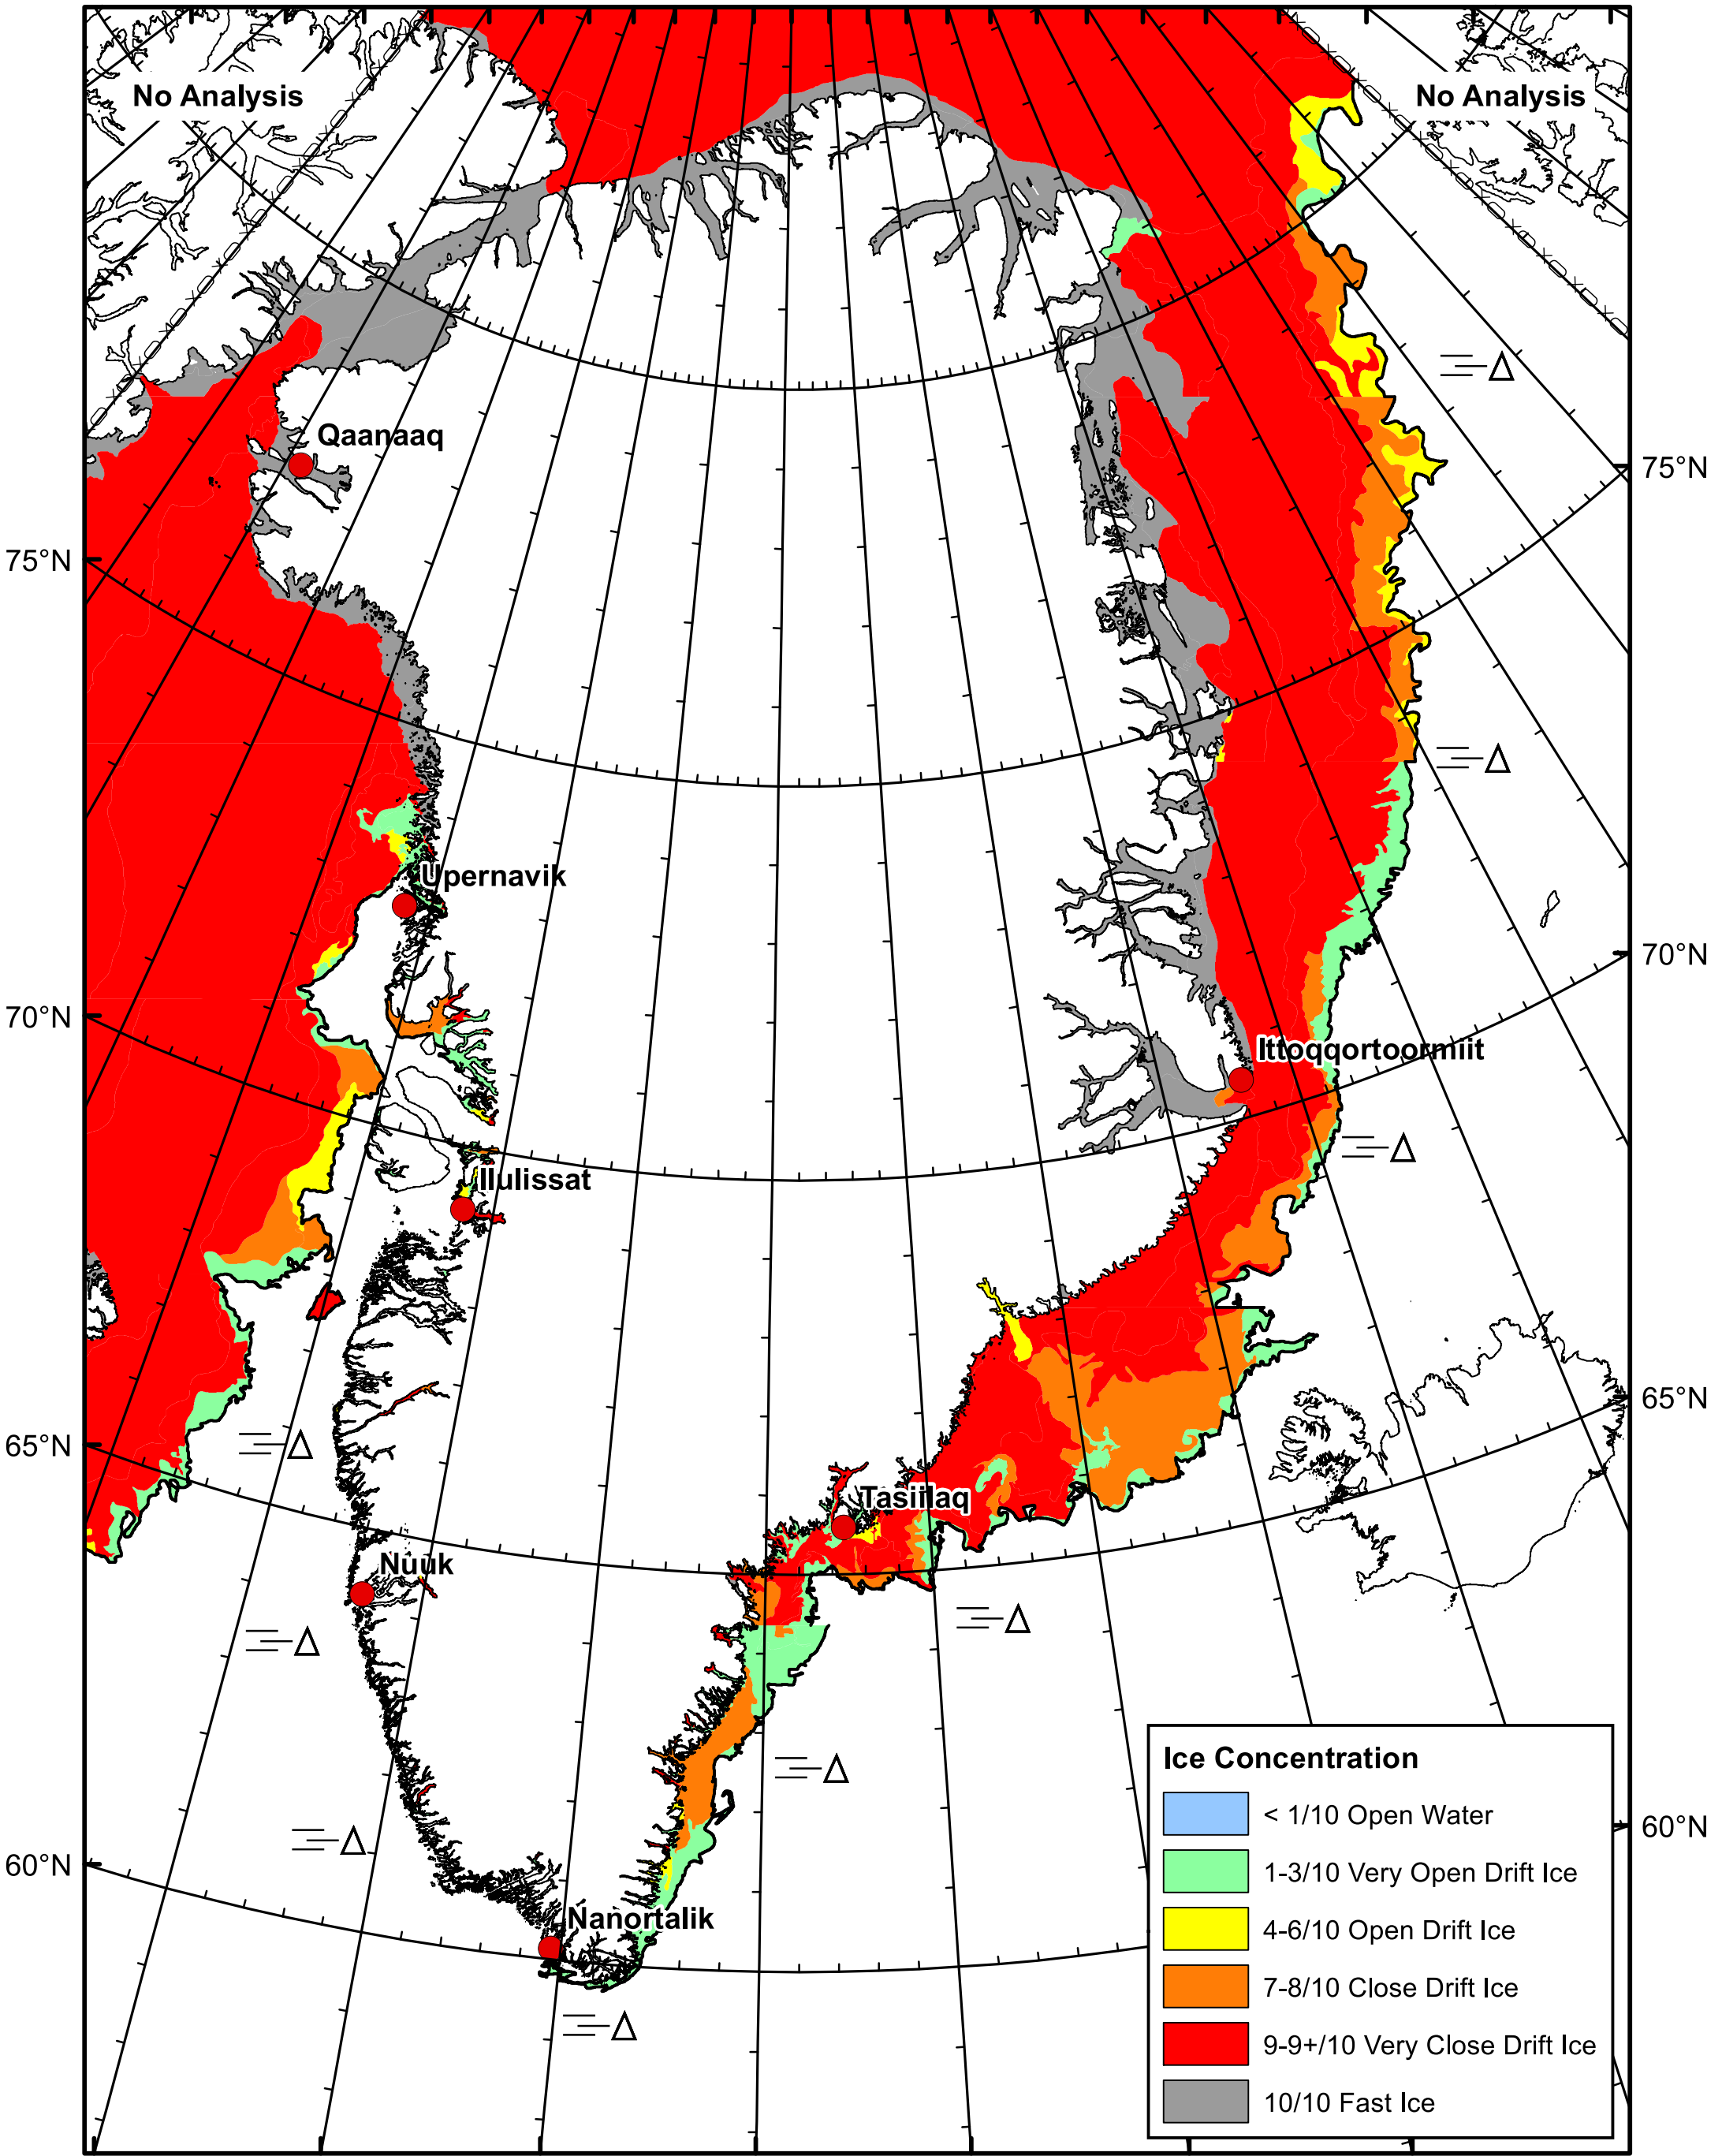 No Analysis
No Analysis
Qaanaaq
75°N
75°N
Upernavik
70°N
70°N
Ittoqqortoormiit
Ilulissat
65°N
65°N
Tasiilaq
Nuuk
60°N
60°N
Nanortalik
Ice Concentration
< 1/10 Open Water
1-3/10 Very Open Drift Ice
4-6/10 Open Drift Ice
7-8/10 Close Drift Ice
9-9+/10 Very Close Drift Ice
10/10 Fast Ice